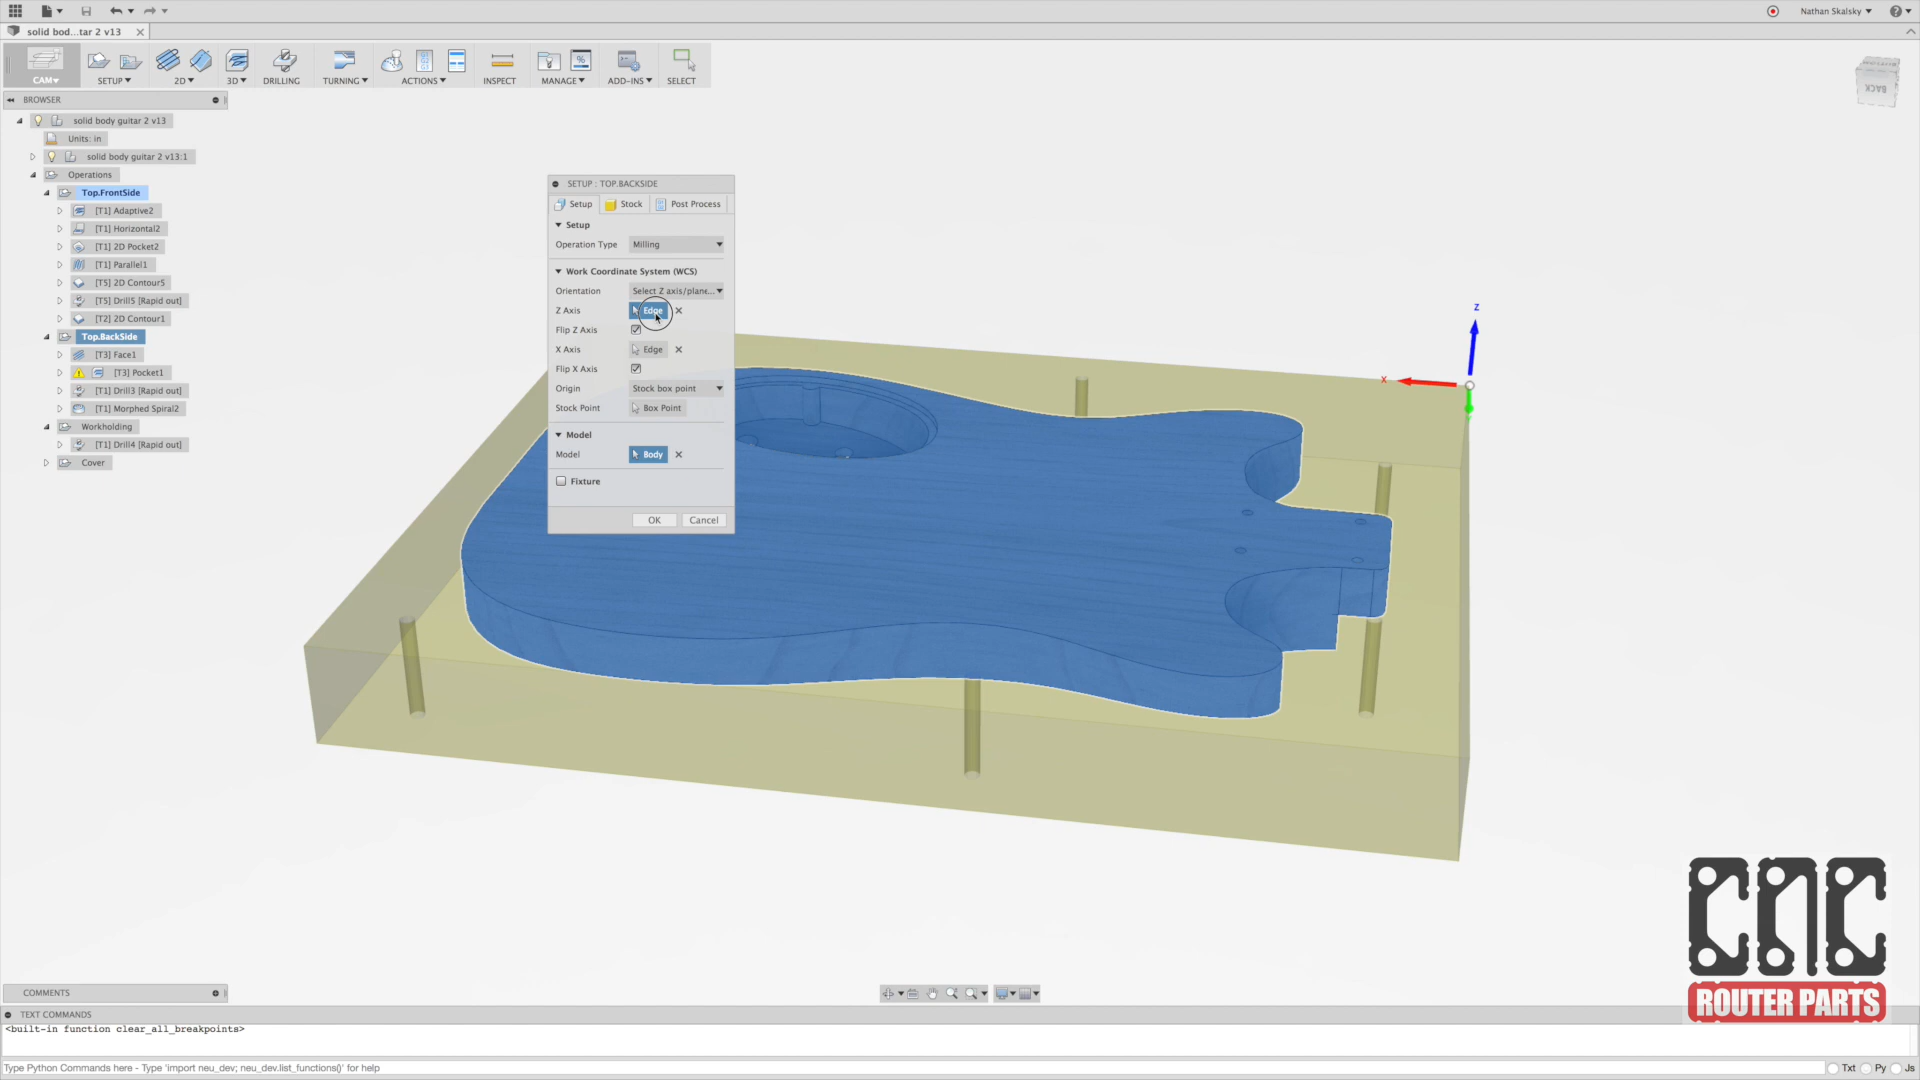 Nathan Skalsky
solid bod...tar 2 v13
CAM
SETUP
2D
3D
DRILLING
TURNING
ACTIONS
INSPECT
MANAGE
ADD-INS
SELECT
BACK
BROWSER
solid body guitar 2 v13
Units: in
solid body guitar 2 v13:1
Operations
Top.FrontSide
[T1] Adaptive2
[T1] Horizontal2
[T1] 2D Pocket2
[T1] Parallel1
[T5] 2D Contour5
[T5] Drill5 [Rapid out]
[T2] 2D Contour1
Top.BackSide
[T3] Face1
[T3] Pocket1
[T1] Drill3 [Rapid out]
[T1] Morphed Spiral2
Workholding
[T1] Drill4 [Rapid out]
Cover
SETUP : TOP.BACKSIDE
Setup
Stock
Post Process
Setup
Operation Type
Milling
Work Coordinate System (WCS)
Orientation
Select Z axis/plane...
Z Axis
Edge
Flip Z Axis
X Axis
Edge
Flip X Axis
Origin
Stock box point
Stock Point
Box Point
Model
Model
Body
Fixture
OK
Cancel
Z
X
CNC
ROUTER PARTS
COMMENTS
TEXT COMMANDS
<built-in function clear_all_breakpoints>
Type Python Commands here - Type 'import neu_dev; neu_dev.list_functions()' for help
Txt
Py
Js